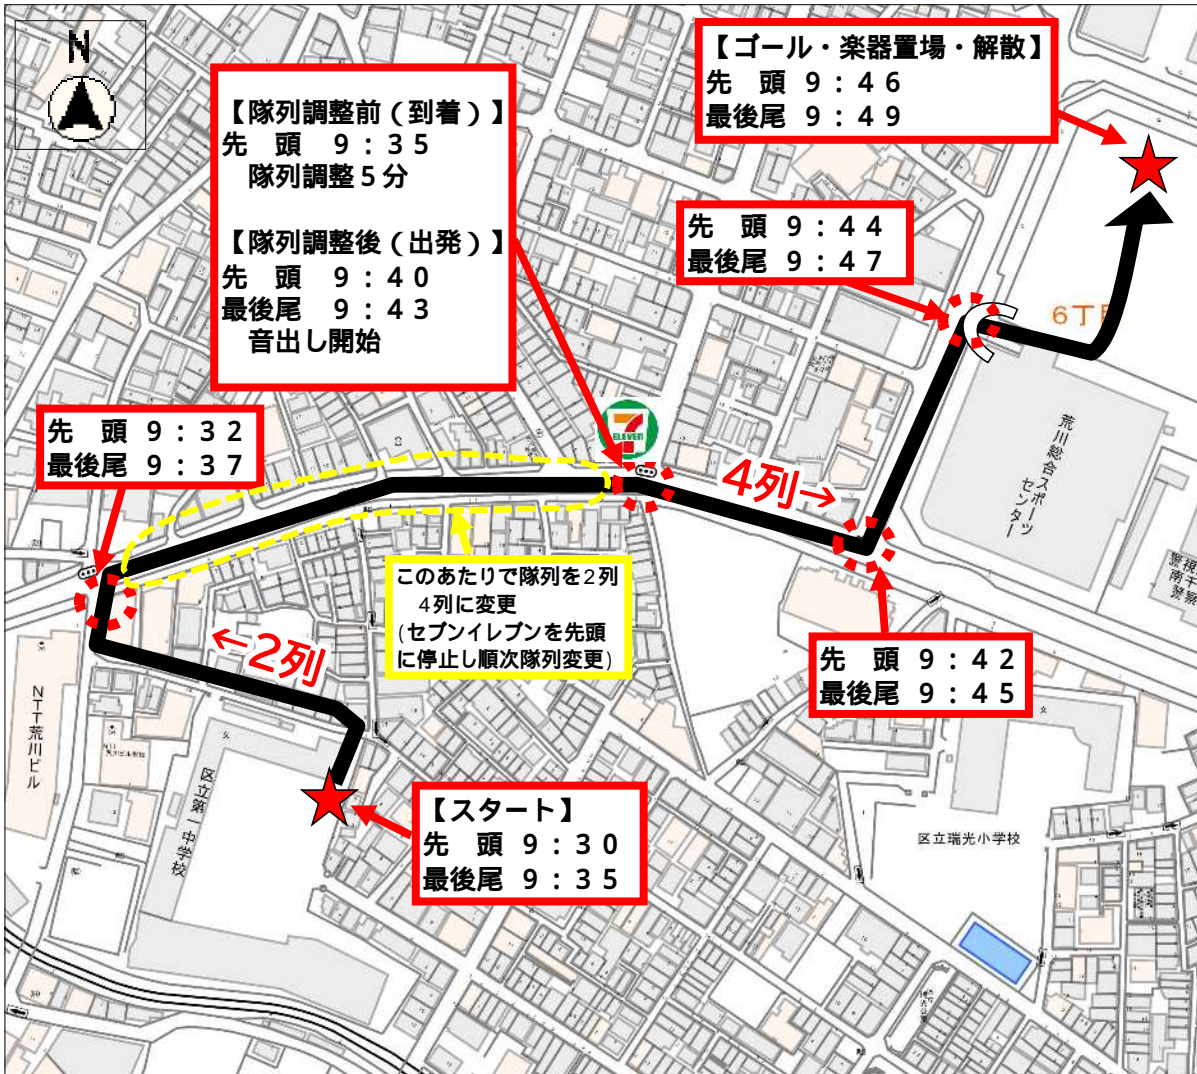 N
【ゴール・楽器置場・解散】
先　頭 9：46
最後尾 9：49
【隊列調整前（到着）】
先　頭　9：35
隊列調整5分
【隊列調整後（出発）】
先　頭　9：40
最後尾　9：43
音出し開始
先　頭 9：44
最後尾 9：47
6丁
先　頭 9：32
最後尾 9：37
7
ELEVEN
4列→
荒川総合スポーツ
センター
このあたりで隊列を2列
4列に変更
(セブンイレブンを先頭
に停止し順次隊列変更)
←2列
先　頭 9：42
最後尾 9：45
NTT荒川ビル
区立第一中学校
【スタート】
先　頭 9：30
最後尾 9：35
区立瑞光小学校